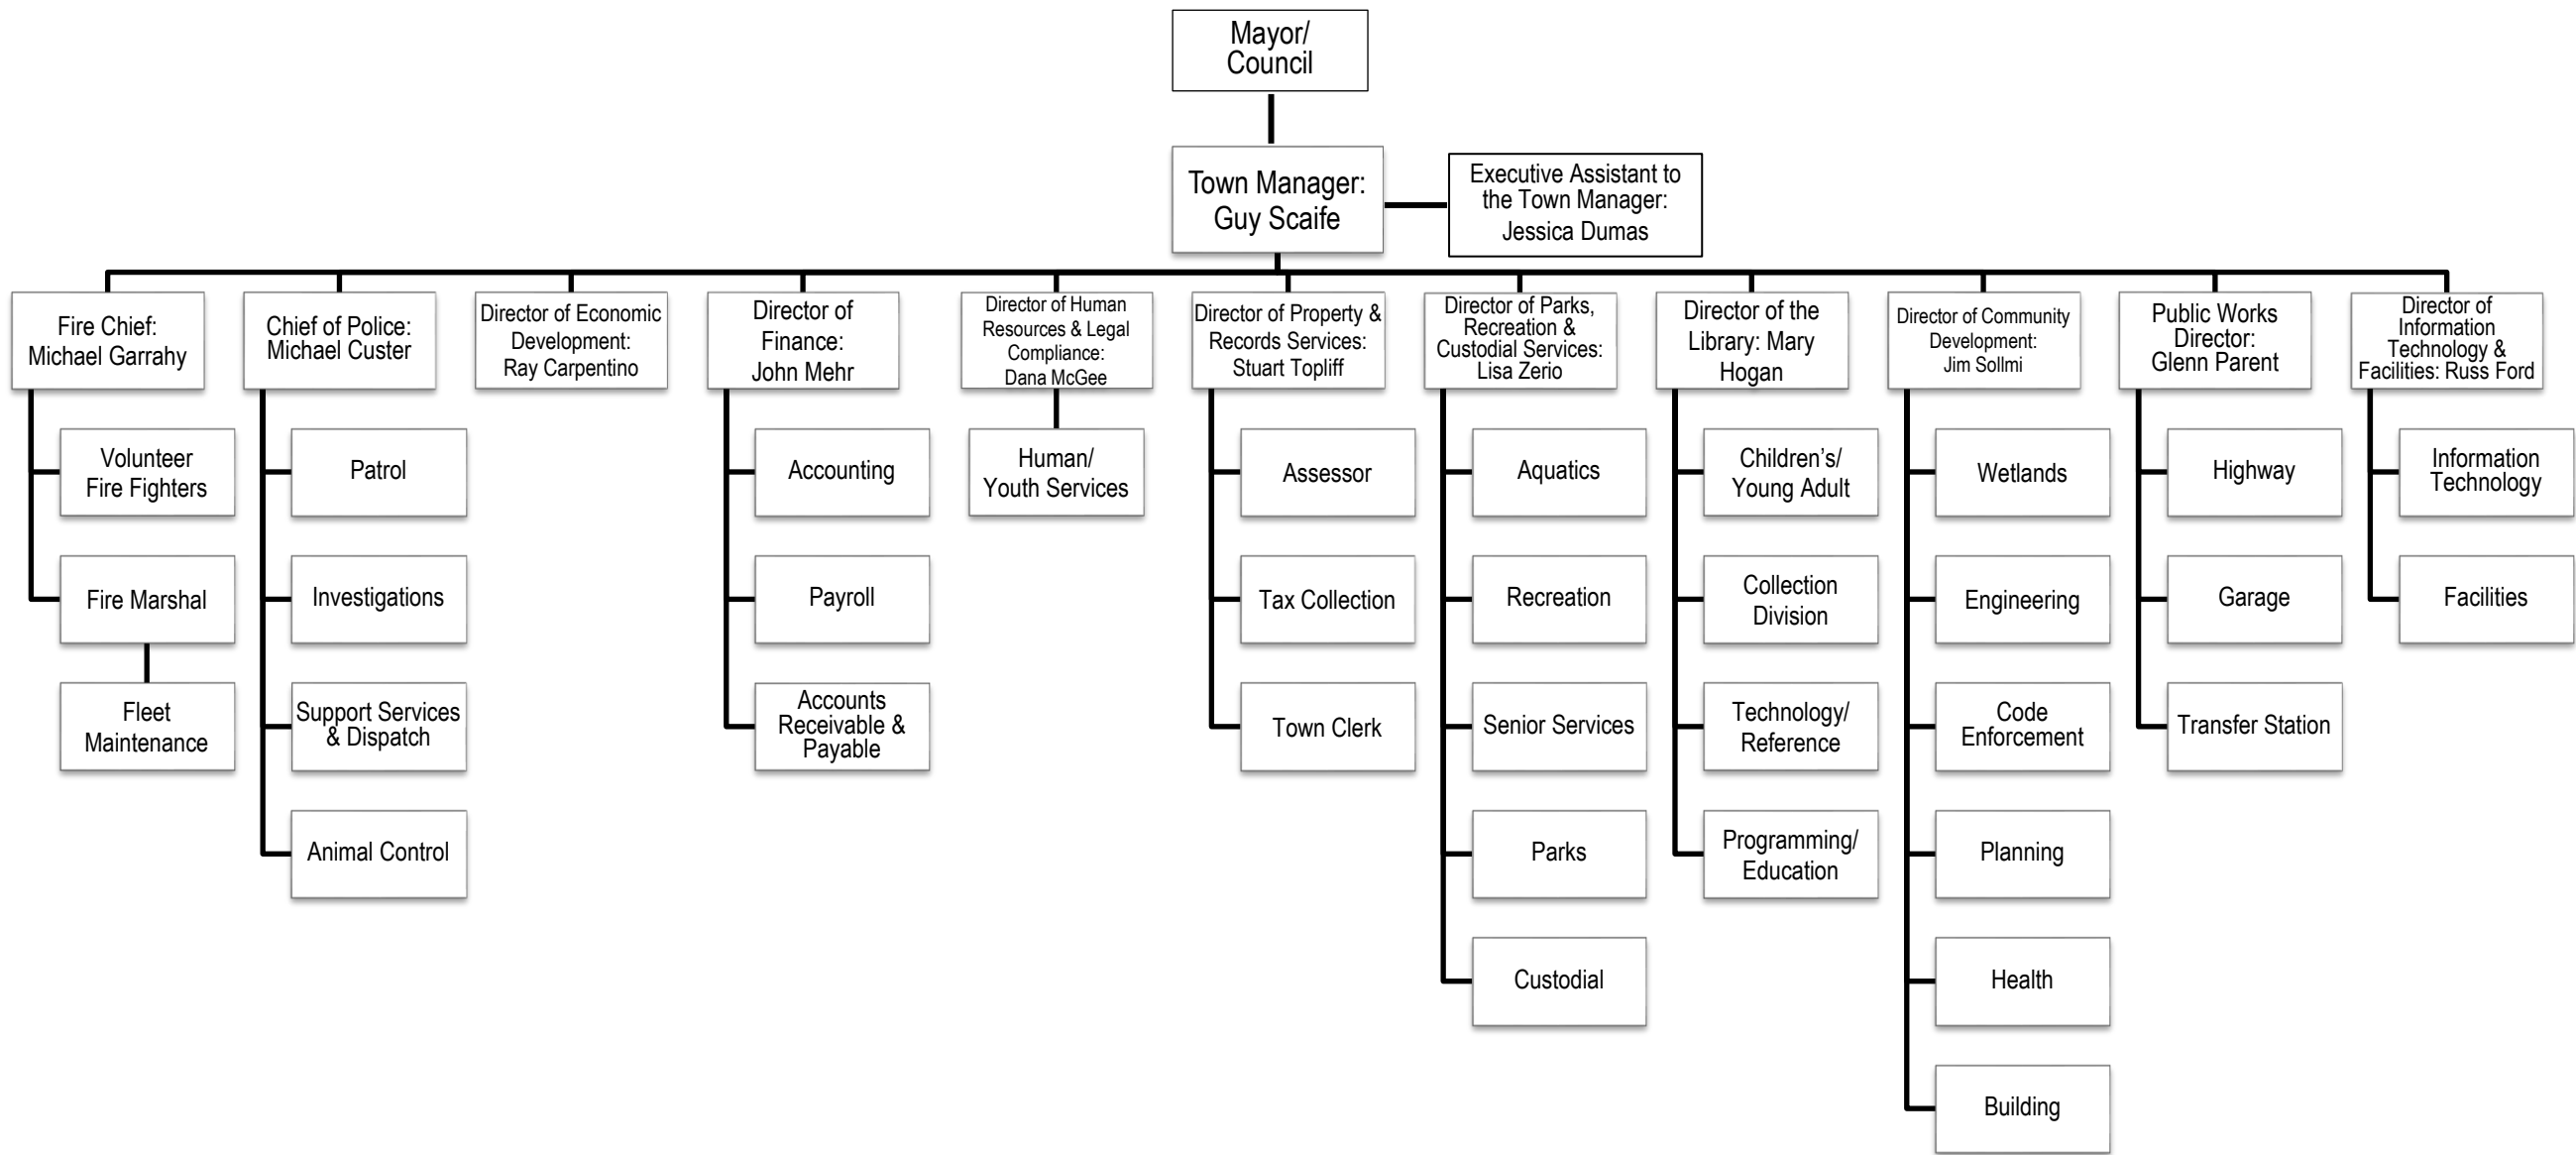 Mayor/
Council
Town Manager:
Guy Scaife
Executive Assistant to
the Town Manager:
Jessica Dumas
Fire Chief:
Michael Garrahy
Chief of Police:
Michael Custer
Director of Economic
Development:
Ray Carpentino
Director of
Finance:
John Mehr
Director of Human
Resources & Legal
Compliance:
Dana McGee
Director of Property &
Records Services:
Stuart Topliff
Director of Parks,
Recreation &
Custodial Services:
Lisa Zerio
Director of the
Library: Mary
Hogan
Director of Community
Development:
Jim Sollmi
Public Works
Director:
Glenn Parent
Director of
Information
Technology &
Facilities: Russ Ford
Volunteer
Fire Fighters
Fire Marshal
Fleet
Maintenance
Patrol
Investigations
Support Services
& Dispatch
Animal Control
Accounting
Payroll
Accounts
Receivable &
Payable
Human/
Youth Services
Assessor
Tax Collection
Town Clerk
Aquatics
Recreation
Senior Services
Parks
Custodial
Children’s/
Young Adult
Collection
Division
Technology/
Reference
Programming/
Education
Wetlands
Engineering
Code
Enforcement
Planning
Health
Building
Highway
Garage
Transfer Station
Information
Technology
Facilities